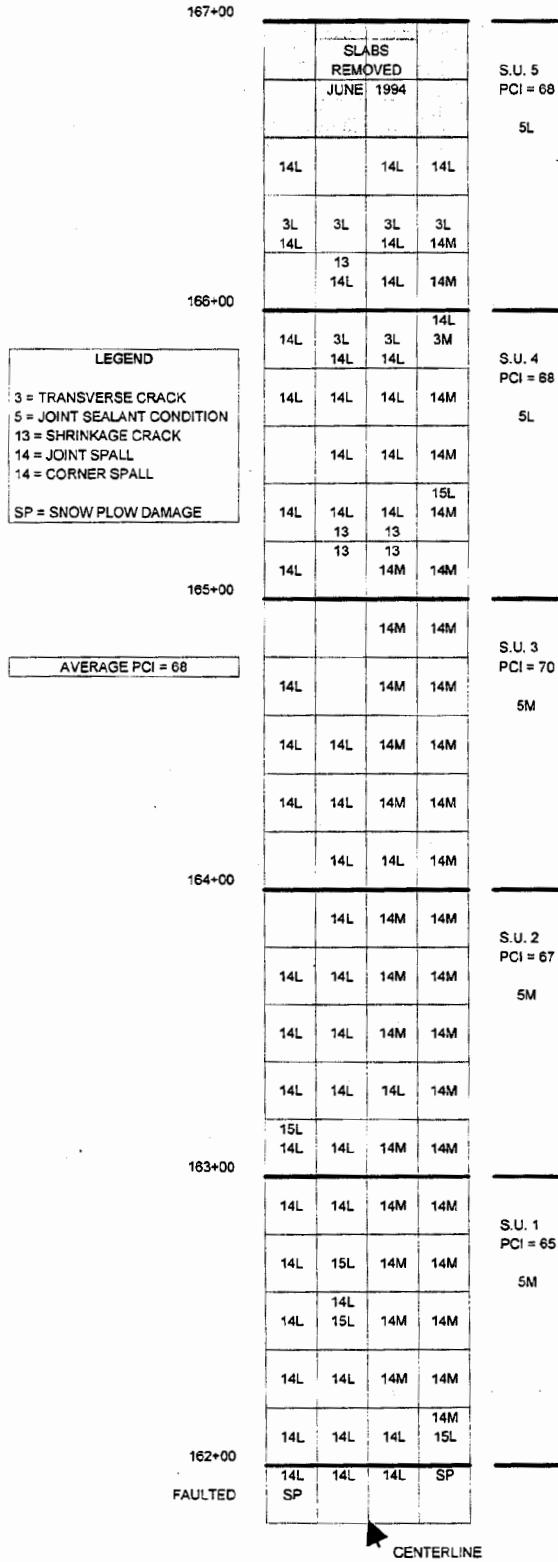 167+00
SLABS
REMOVED
JUNE 1994
S.U. 5
PCI = 68
5L
14L 14L 14L
3L 3L 3L 3L
14L 14L 14M
13
14L 14L 14M
166+00
14L
14L 3L 3L 3M
14L 14L
S.U. 4
PCI = 68
5L
14L 14L 14L 14M
14L 14L 14M
15L
14L 14L 14L 14M
13 13
13 13
14L 14M 14M
LEGEND
3 = TRANSVERSE CRACK
5 = JOINT SEALANT CONDITION
13 = SHRINKAGE CRACK
14 = JOINT SPALL
14 = CORNER SPALL
SP = SNOW PLOW DAMAGE
165+00
14M 14M
S.U. 3
PCI = 70
5M
AVERAGE PCI = 68
14L 14M 14M
14L 14L 14M 14M
14L 14L 14M 14M
14L 14L 14M
164+00
14L 14M 14M
S.U. 2
PCI = 67
5M
14L 14L 14M 14M
14L 14L 14M 14M
14L 14L 14L 14M
15L
14L 14L 14M 14M
163+00
14L 14L 14M 14M
S.U. 1
PCI = 65
5M
14L 15L 14M 14M
14L
14L 15L 14M 14M
14L 14L 14M 14M
14M
14L 14L 14L 15L
162+00
14L 14L 14L SP
FAULTED SP
CENTERLINE